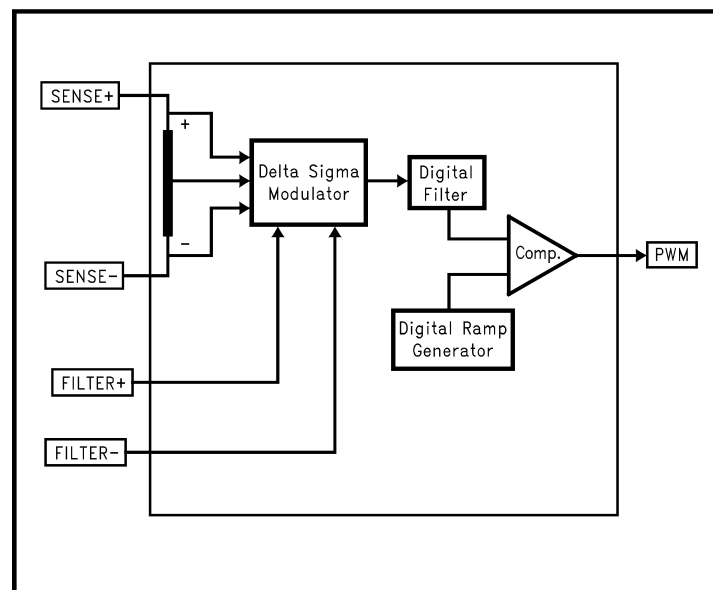 SENSE+
+
Delta Sigma
Modulator
Digital
Filter
-
Comp.
PWM
SENSE-
Digital Ramp
Generator
FILTER+
FILTER-